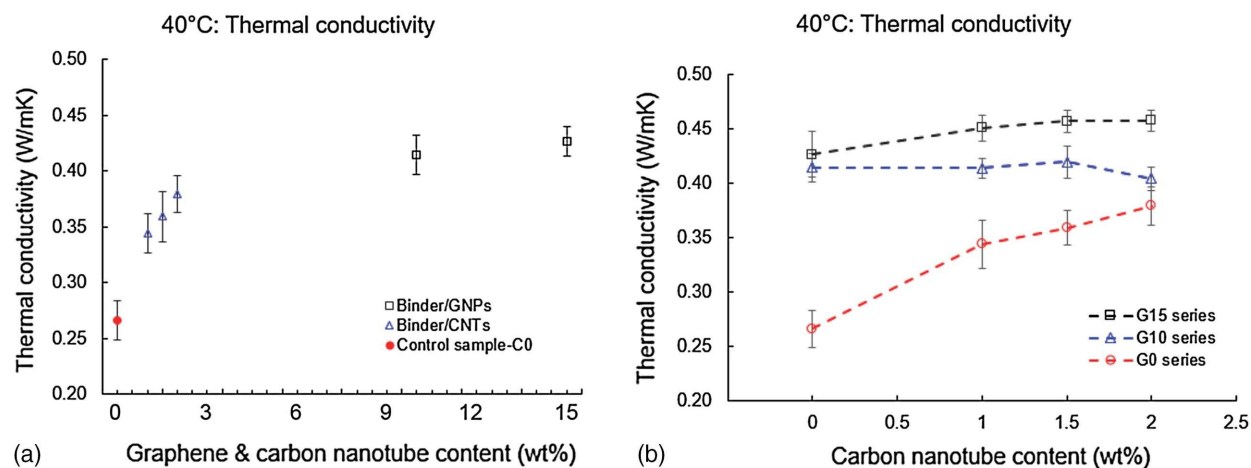 40°C: Thermal conductivity
Thermal conductivity (W/mK)
0.50
0.45
0.40
0.35
0.30
0.25
0.20
Binder/GNPs
Binder/CNTs
Control sample-C0
0 3 6 9 12 15
Graphene & carbon nanotube content (wt%)
(a)
40°C: Thermal conductivity
Thermal conductivity (W/mK)
0.50
0.45
0.40
0.35
0.30
0.25
0.20
G15 series
G10 series
G0 series
0 0.5 1 1.5 2 2.5
Carbon nanotube content (wt%)
(b)